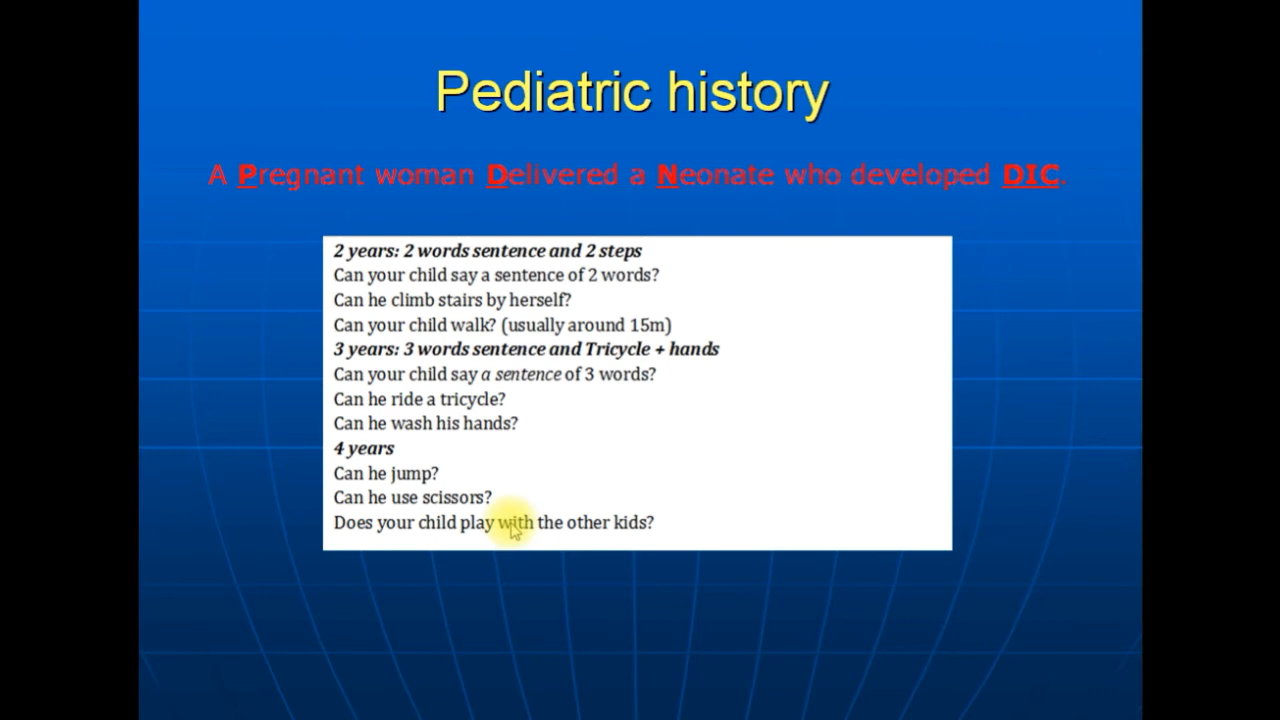 Pediatric history
A Pregnant woman Delivered a Neonate who developed DIC.
2 years: 2 words sentence and 2 steps
Can your child say a sentence of 2 words?
Can he climb stairs by herself?
Can your child walk? (usually around 15m)
3 years: 3 words sentence and Tricycle + hands
Can your child say a sentence of 3 words?
Can he ride a tricycle?
Can he wash his hands?
4 years
Can he jump?
Can he use scissors?
Does your child play with the other kids?